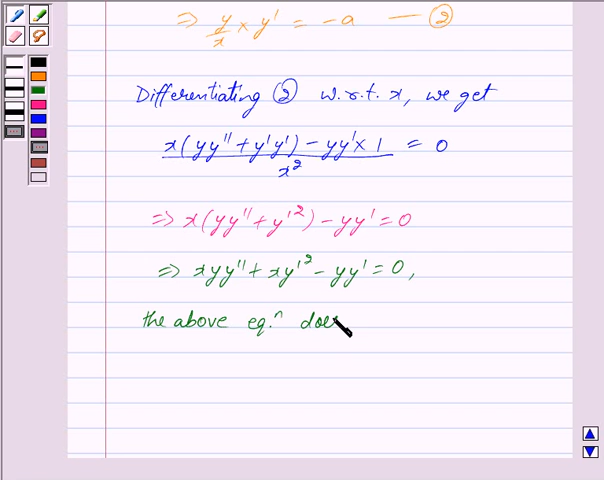 ⇒ y/x × y' = -a — ②
Differentiating ② w.r.t. x, we get
x(yy'' + y'y') - yy' × 1 / x² = 0
⇒ x(yy'' + y'²) - yy' = 0
⇒ xyy'' + xy'² - yy' = 0,
the above eq.ⁿ does